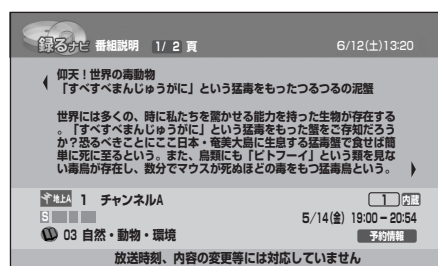 録るナビ 番組説明 1/ 2 頁 6/12(土)13:20
仰天！世界の毒動物
「すべすべまんじゅうがに」という猛毒をもったつるつるの泥蟹
世界には多くの、時に私たちを驚かせる能力を持った生物が存在する
。「すべすべまんじゅうがに」という猛毒をもった蟹をご存知だろう
か？恐るべきことにここ日本・奄美大島に生息する猛毒蟹で食せば簡
単に死に至るという。また、鳥類にも「ピトフーイ」という類を見な
い毒鳥が存在し、数分でマウスが死ぬほどの毒をもつ猛毒鳥という。
地上A 1 チャンネルA 1 内蔵
S 5/14(金) 19:00－20:54
03 自然・動物・環境 予約情報
放送時刻、内容の変更等には対応していません